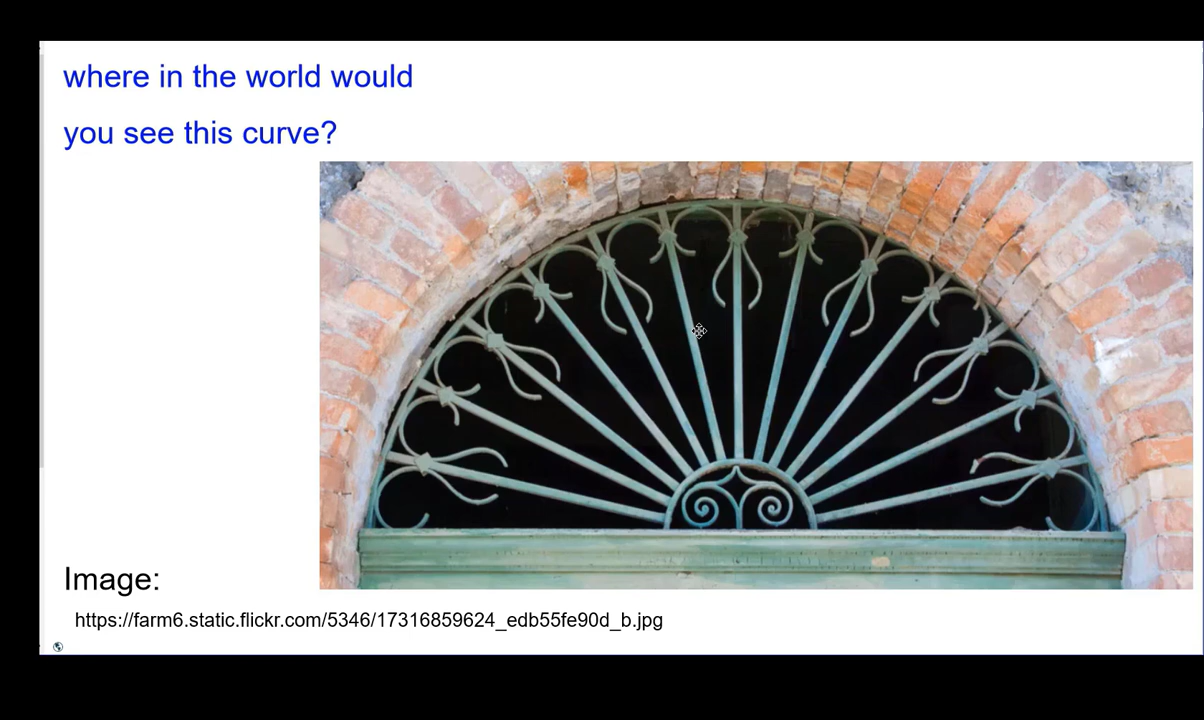 where in the world would
you see this curve?
Image:
https://farm6.static.flickr.com/5346/17316859624_edb55fe90d_b.jpg